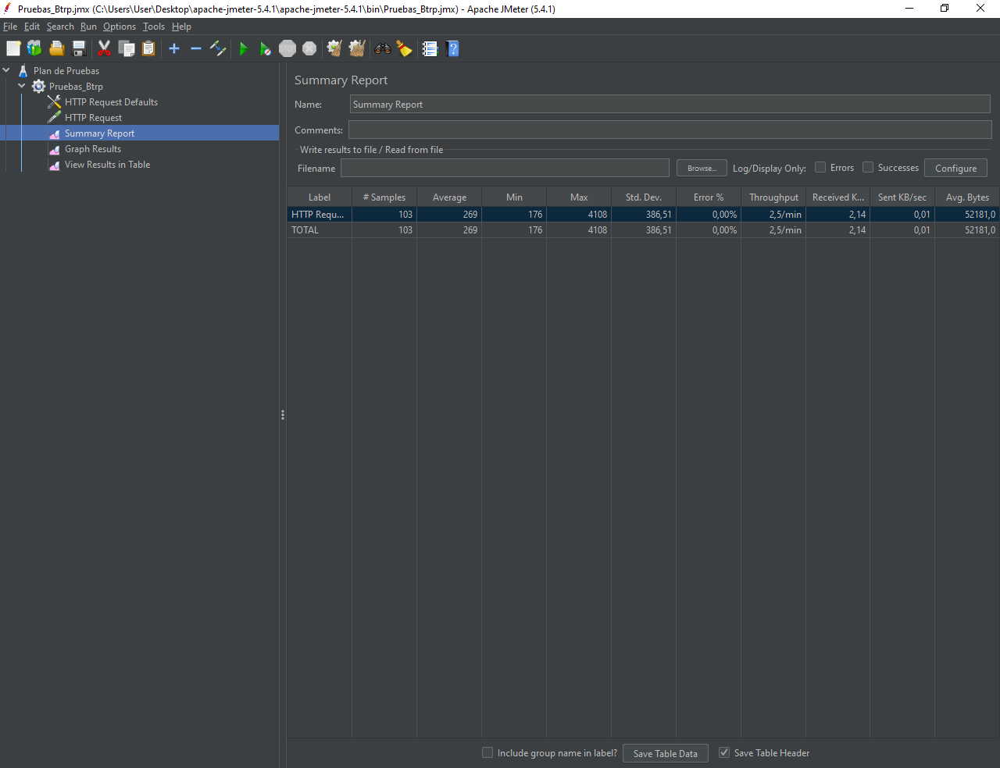 Pruebas_Btrp.jmx (C:\Users\User\Desktop\apache-jmeter-5.4.1\apache-jmeter-5.4.1\bin\Pruebas_Btrp.jmx) - Apache JMeter (5.4.1)
File Edit Search Run Options Tools Help
STOP
Plan de Pruebas
Pruebas_Btrp
HTTP Request Defaults
HTTP Request
Summary Report
Graph Results
View Results in Table
Summary Report
Name: Summary Report
Comments:
Write results to file / Read from file
Filename Browse... Log/Display Only: Errors Successes Configure
Label # Samples Average Min Max Std. Dev. Error % Throughput Received K... Sent KB/sec Avg. Bytes
HTTP Requ... 103 269 176 4108 386,51 0,00% 2,5/min 2,14 0,01 52181,0
TOTAL 103 269 176 4108 386,51 0,00% 2,5/min 2,14 0,01 52181,0
Include group name in label? Save Table Data Save Table Header